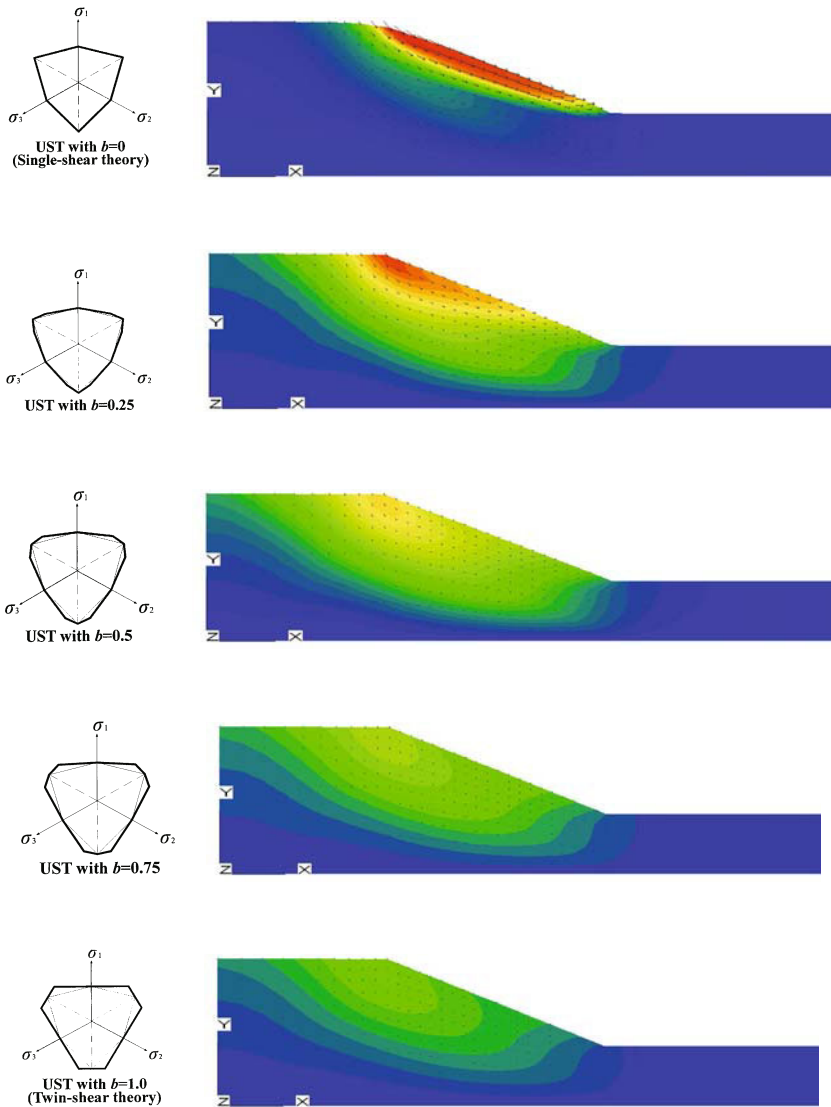 σ1
σ3
σ2
UST with b=0
(Single-shear theory)
Y
Z
X
σ1
σ3
σ2
UST with b=0.25
Y
Z
X
σ1
σ3
σ2
UST with b=0.5
Y
Z
X
σ1
σ3
σ2
UST with b=0.75
Y
Z
X
σ1
σ3
σ2
UST with b=1.0
(Twin-shear theory)
Y
Z
X